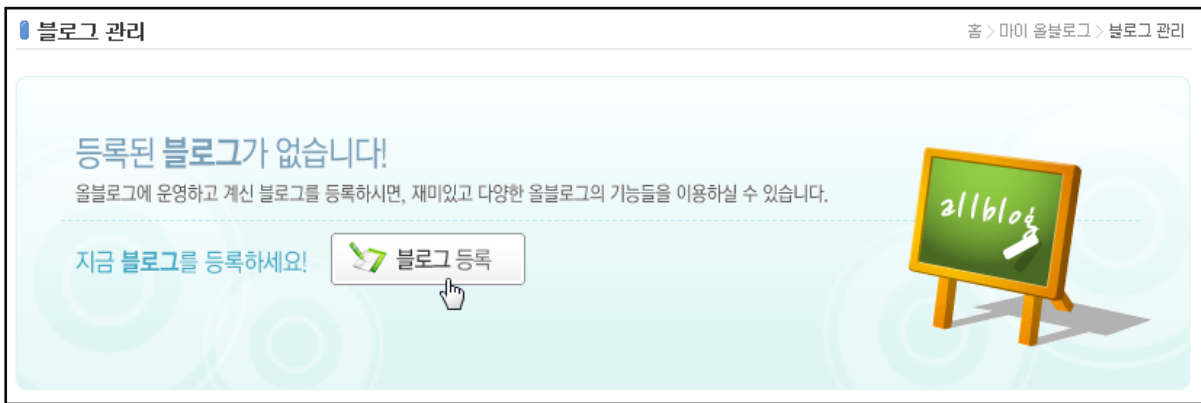 블로그 관리
홈 > 마이 올블로그 > 블로그 관리
등록된 블로그가 없습니다!
올블로그에 운영하고 계신 블로그를 등록하시면, 재미있고 다양한 올블로그의 기능들을 이용하실 수 있습니다.
allblog
지금 블로그를 등록하세요!
블로그 등록